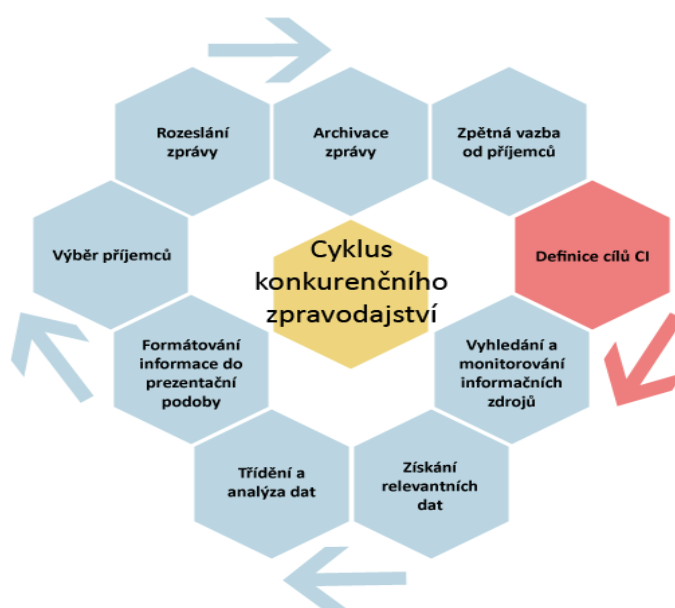 Rozeslání
zprávy
Archivace
zprávy
Zpětná vazba
od příjemců
Výběr příjemců
Cyklus
konkurenčního
zpravodajství
Definice cílů CI
Formátování
informace do
prezentační
podoby
Vyhledání a
monitorování
informačních
zdrojů
Třídění a
analýza dat
Získání
relevantních
dat